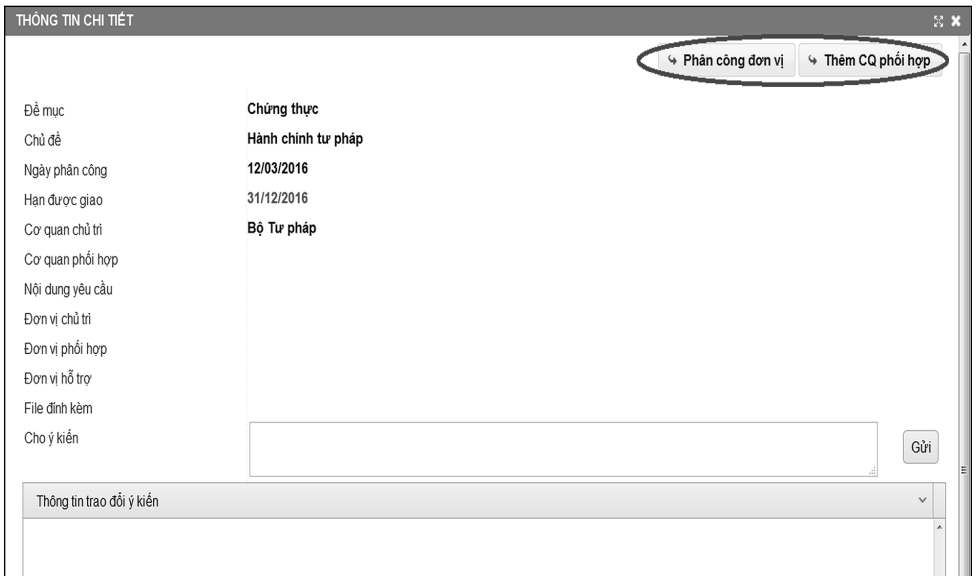 THÔNG TIN CHI TIẾT
Phân công đơn vị Thêm CQ phối hợp
Đề mục Chứng thực
Chủ đề Hành chính tư pháp
Ngày phân công 12/03/2016
Hạn được giao 31/12/2016
Cơ quan chủ trì Bộ Tư pháp
Cơ quan phối hợp
Nội dung yêu cầu
Đơn vị chủ trì
Đơn vị phối hợp
Đơn vị hỗ trợ
File đính kèm
Cho ý kiến Gửi
Thông tin trao đổi ý kiến